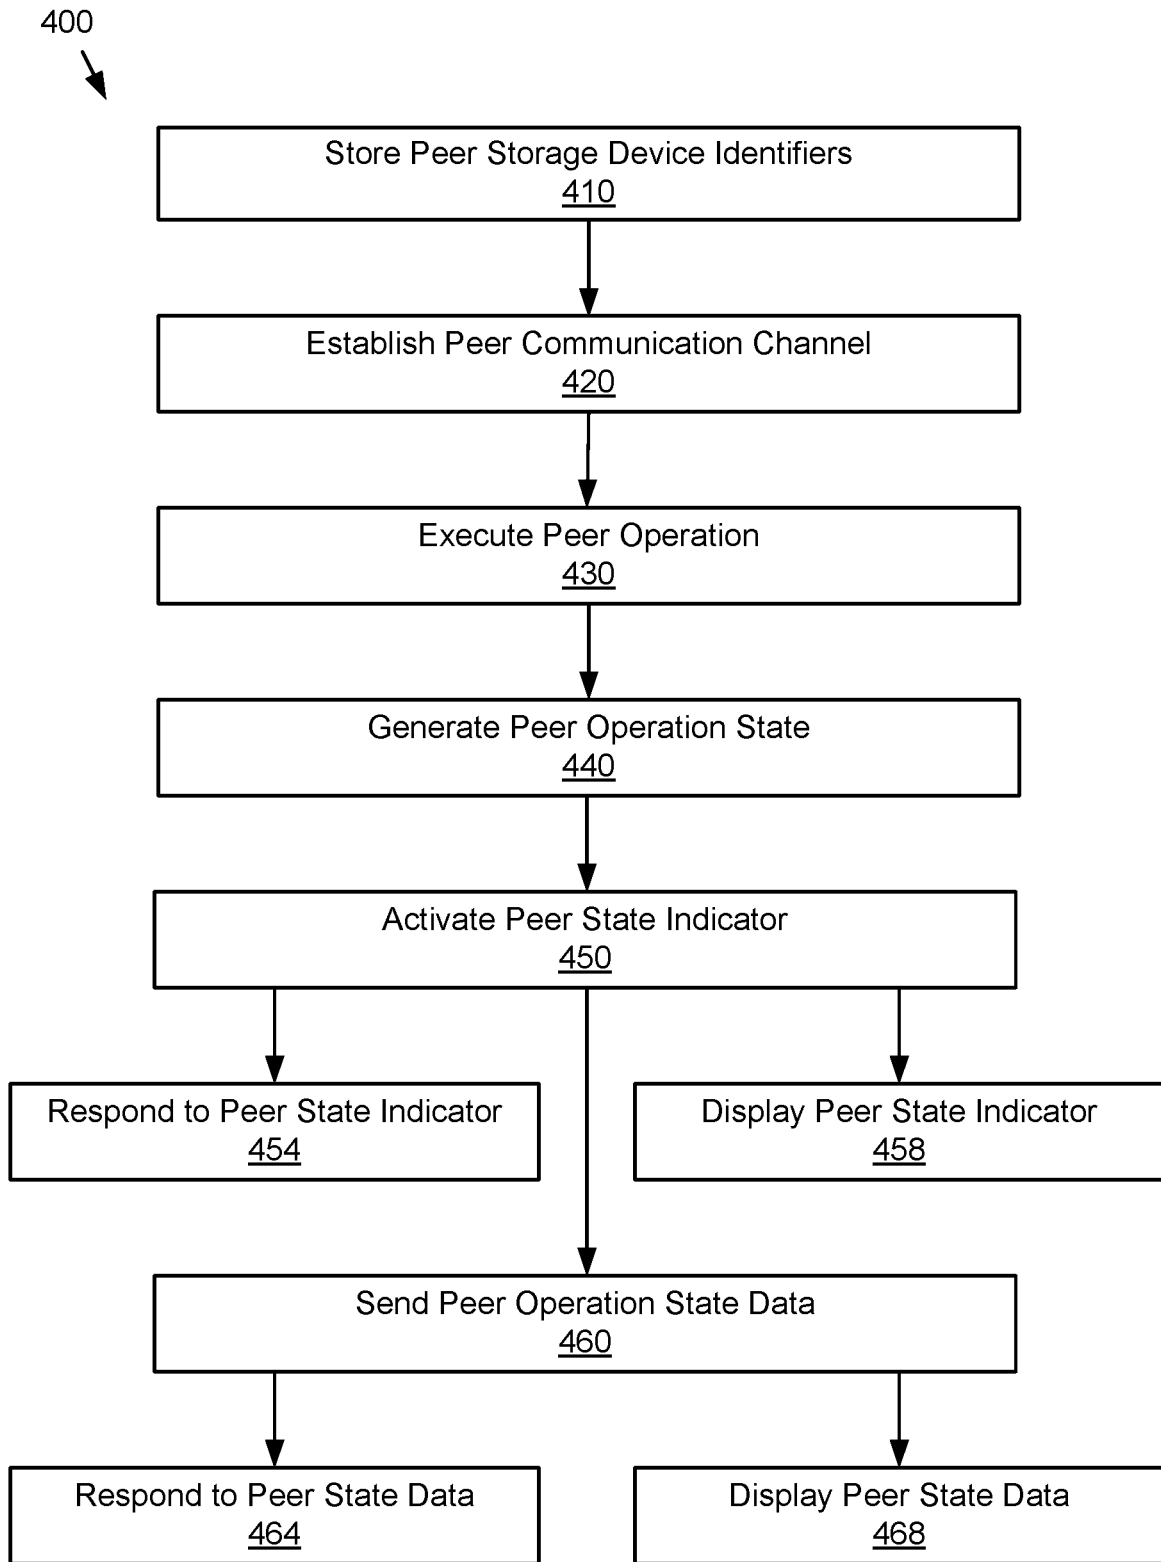 400
Store Peer Storage Device Identifiers
410
Establish Peer Communication Channel
420
Execute Peer Operation
430
Generate Peer Operation State
440
Activate Peer State Indicator
450
Respond to Peer State Indicator
454
Display Peer State Indicator
458
Send Peer Operation State Data
460
Respond to Peer State Data
464
Display Peer State Data
468